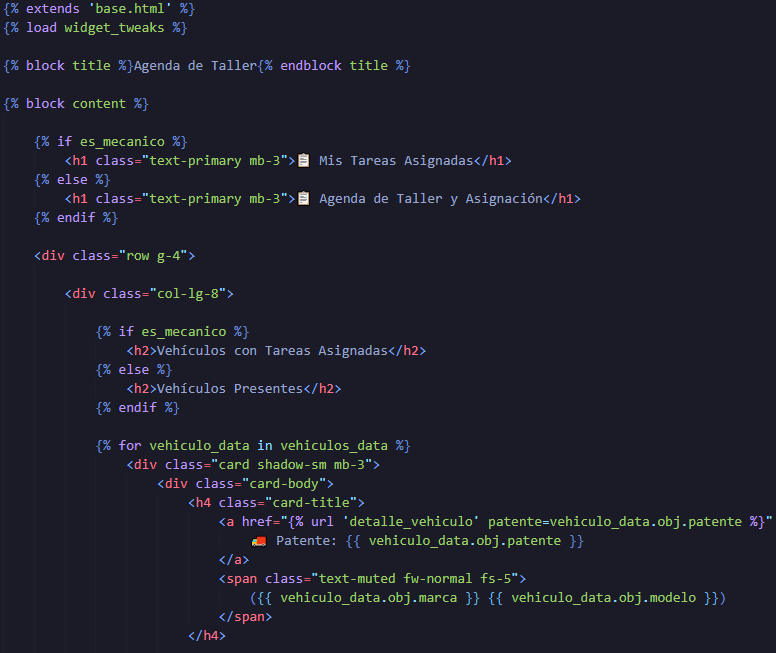 {% extends 'base.html' %}
{% load widget_tweaks %}
{% block title %}Agenda de Taller{% endblock title %}
{% block content %}
{% if es_mecanico %}
<h1 class="text-primary mb-3">📋 Mis Tareas Asignadas</h1>
{% else %}
<h1 class="text-primary mb-3">📋 Agenda de Taller y Asignación</h1>
{% endif %}
<div class="row g-4">
<div class="col-lg-8">
{% if es_mecanico %}
<h2>Vehículos con Tareas Asignadas</h2>
{% else %}
<h2>Vehículos Presentes</h2>
{% endif %}
{% for vehiculo_data in vehiculos_data %}
<div class="card shadow-sm mb-3">
<div class="card-body">
<h4 class="card-title">
<a href="{% url 'detalle_vehiculo' patente=vehiculo_data.obj.patente %}"
🚚 Patente: {{ vehiculo_data.obj.patente }}
</a>
<span class="text-muted fw-normal fs-5">
({{ vehiculo_data.obj.marca }} {{ vehiculo_data.obj.modelo }})
</span>
</h4>